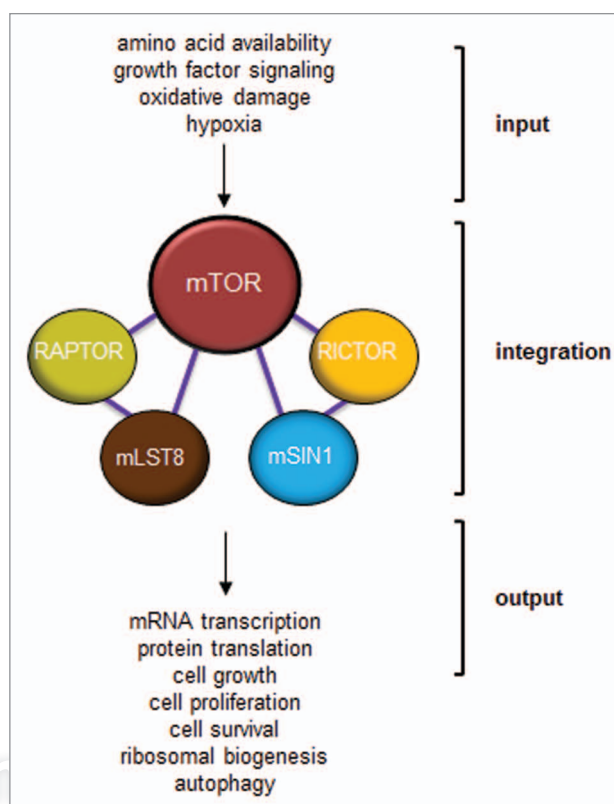 amino acid availability
growth factor signaling
oxidative damage
hypoxia
input
mTOR
RAPTOR
RICTOR
integration
mLST8
mSIN1
output
mRNA transcription
protein translation
cell growth
cell proliferation
cell survival
ribosomal biogenesis
autophagy